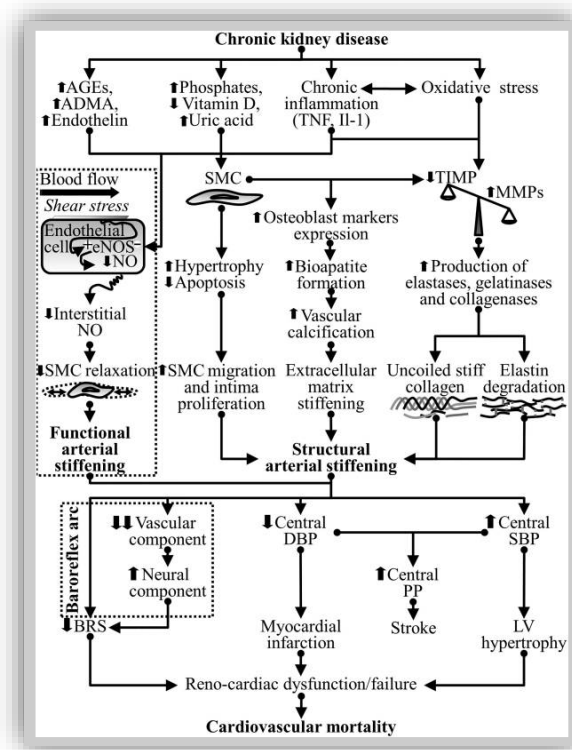 Chronic kidney disease
⬆AGEs,
⬆ADMA,
⬆Endothelin
⬆Phosphates,
⬇Vitamin D,
⬆Uric acid
Chronic
inflammation
(TNF, Il-1)
Oxidative stress
Blood flow
Shear stress
Endothelial
cell
+eNOS−
⬇NO
⬇Interstitial
NO
⬇SMC relaxation
Functional
arterial
stiffening
SMC
⬆Hypertrophy
⬇Apoptosis
⬆SMC migration
and intima
proliferation
⬆Osteoblast markers
expression
⬆Bioapatite
formation
⬆Vascular
calcification
Extracellular
matrix
stiffening
⬇TIMP
⬆MMPs
⬆Production of
elastases, gelatinases
and collagenases
Uncoiled stiff
collagen
Elastin
degradation
Structural
arterial stiffening
Baroreflex arc
⬇⬇Vascular
component
⬆Neural
component
⬇BRS
⬇Central
DBP
⬆Central
SBP
⬆Central
PP
Myocardial
infarction
Stroke
LV
hypertrophy
Reno-cardiac dysfunction/failure
Cardiovascular mortality